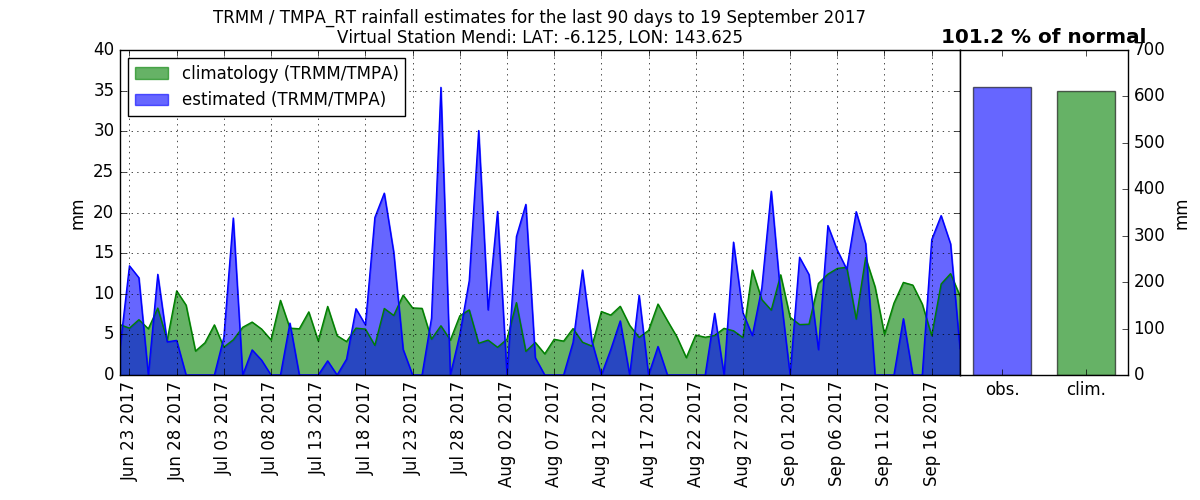 TRMM / TMPA_RT rainfall estimates for the last 90 days to 19 September 2017
Virtual Station Mendi: LAT: -6.125, LON: 143.625
101.2 % of normal
climatology (TRMM/TMPA)
estimated (TRMM/TMPA)
mm
40
35
30
25
20
15
10
5
0
Jun 23 2017
Jun 28 2017
Jul 03 2017
Jul 08 2017
Jul 13 2017
Jul 18 2017
Jul 23 2017
Jul 28 2017
Aug 02 2017
Aug 07 2017
Aug 12 2017
Aug 17 2017
Aug 22 2017
Aug 27 2017
Sep 01 2017
Sep 06 2017
Sep 11 2017
Sep 16 2017
obs.
clim.
700
600
500
400
300
200
100
0
mm